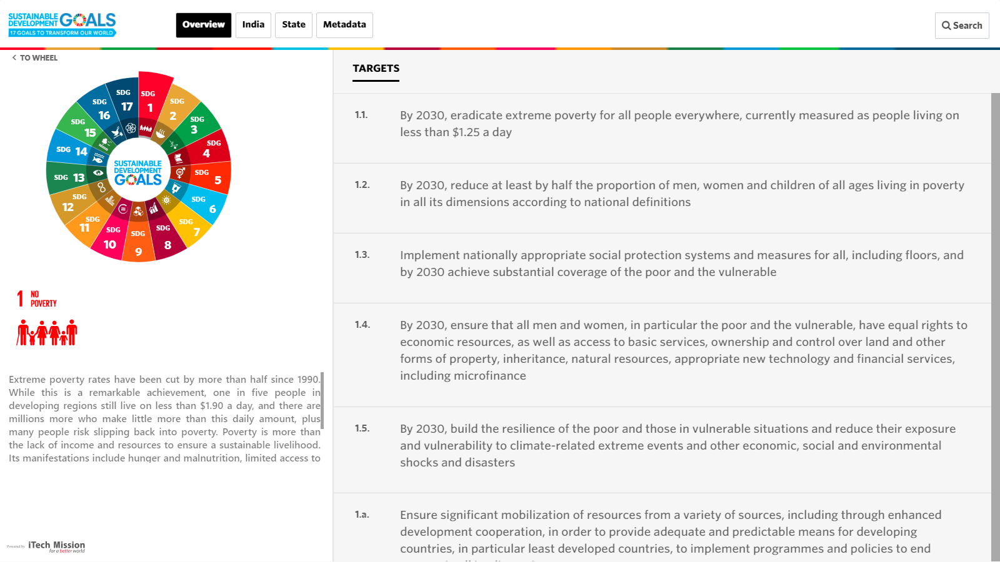 SUSTAINABLE
DEVELOPMENT GOALS
17 GOALS TO TRANSFORM OUR WORLD
Overview
India
State
Metadata
Search
TO WHEEL
SDG 1
SDG 2
SDG 3
SDG 4
SDG 5
SDG 6
SDG 7
SDG 8
SDG 9
SDG 10
SDG 11
SDG 12
SDG 13
SDG 14
SDG 15
SDG 16
SDG 17
SUSTAINABLE
DEVELOPMENT
GOALS
1 NO
POVERTY
Extreme poverty rates have been cut by more than half since 1990.
While this is a remarkable achievement, one in five people in
developing regions still live on less than $1.90 a day, and there are
millions more who make little more than this daily amount, plus
many people risk slipping back into poverty. Poverty is more than
the lack of income and resources to ensure a sustainable livelihood.
Its manifestations include hunger and malnutrition, limited access to
Powered by iTech Mission
for a better world
TARGETS
1.1. By 2030, eradicate extreme poverty for all people everywhere, currently measured as people living on
less than $1.25 a day
1.2. By 2030, reduce at least by half the proportion of men, women and children of all ages living in poverty
in all its dimensions according to national definitions
1.3. Implement nationally appropriate social protection systems and measures for all, including floors, and
by 2030 achieve substantial coverage of the poor and the vulnerable
1.4. By 2030, ensure that all men and women, in particular the poor and the vulnerable, have equal rights to
economic resources, as well as access to basic services, ownership and control over land and other
forms of property, inheritance, natural resources, appropriate new technology and financial services,
including microfinance
1.5. By 2030, build the resilience of the poor and those in vulnerable situations and reduce their exposure
and vulnerability to climate-related extreme events and other economic, social and environmental
shocks and disasters
1.a. Ensure significant mobilization of resources from a variety of sources, including through enhanced
development cooperation, in order to provide adequate and predictable means for developing
countries, in particular least developed countries, to implement programmes and policies to end